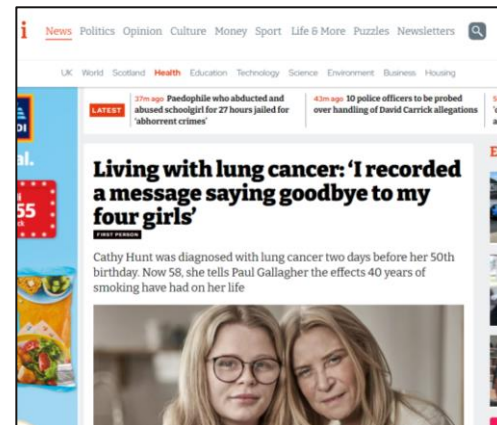 i
News Politics Opinion Culture Money Sport Life & More Puzzles Newsletters
UK World Scotland Health Education Technology Science Environment Business Housing
LATEST
37m ago Paedophile who abducted and
abused schoolgirl for 27 hours jailed for
'abhorrent crimes'
43m ago 10 police officers to be probed
over handling of David Carrick allegations
DI
al.
55
Living with lung cancer: 'I recorded
a message saying goodbye to my
four girls'
FIRST PERSON
Cathy Hunt was diagnosed with lung cancer two days before her 50th
birthday. Now 58, she tells Paul Gallagher the effects 40 years of
smoking have had on her life
E